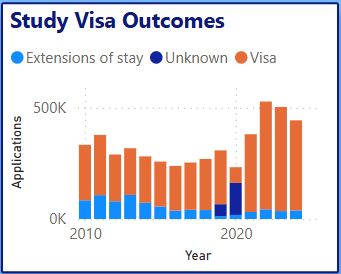 Study Visa Outcomes
Extensions of stay Unknown Visa
500K
Applications
0K
2010 2020
Year